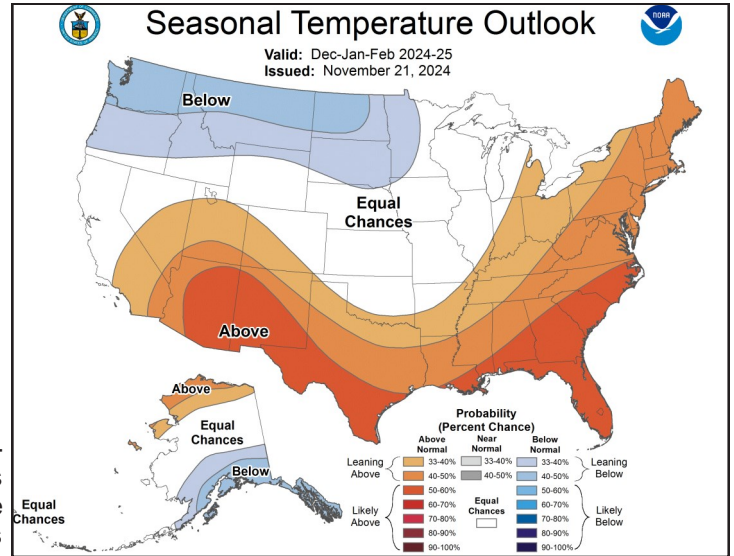 Seasonal Temperature Outlook
NOAA
Valid: Dec-Jan-Feb 2024-25
Issued: November 21, 2024
Below
Equal
Chances
Above
Above
Equal
Chances
Below
Equal
Chances
Probability
(Percent Chance)
Above
Normal
Near
Normal
Below
Normal
Leaning
Above
33-40%
40-50%
33-40%
40-50%
33-40%
40-50%
Leaning
Below
Likely
Above
50-60%
60-70%
70-80%
80-90%
90-100%
Equal
Chances
50-60%
60-70%
70-80%
80-90%
90-100%
Likely
Below